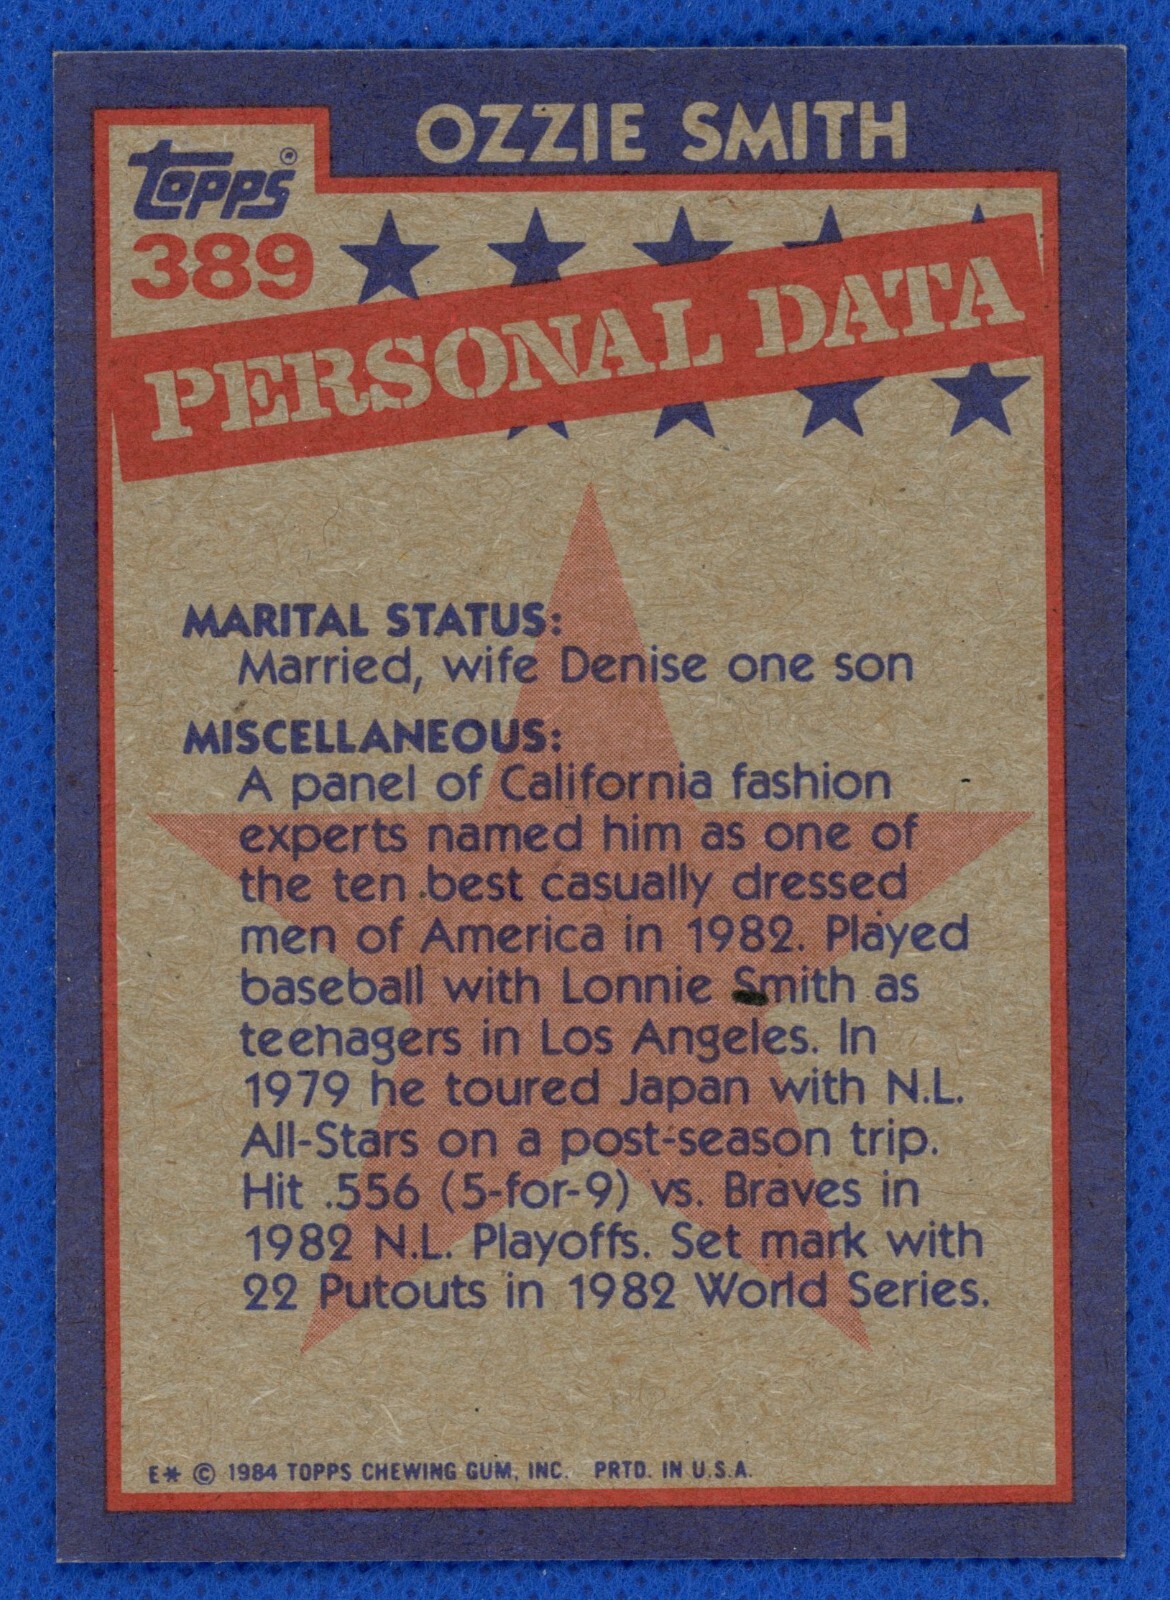 OZZIE SMITH
Topps®
389
PERSONAL DATA
MARITAL STATUS:
Married, wife Denise one son
MISCELLANEOUS:
A panel of California fashion
experts named him as one of
the ten best casually dressed
men of America in 1982. Played
baseball with Lonnie Smith as
teenagers in Los Angeles. In
1979 he toured Japan with N.L.
All-Stars on a post-season trip.
Hit .556 (5-for-9) vs. Braves in
1982 N.L. Playoffs. Set mark with
22 Putouts in 1982 World Series.
E* © 1984 TOPPS CHEWING GUM, INC. PRTD. IN U.S.A.